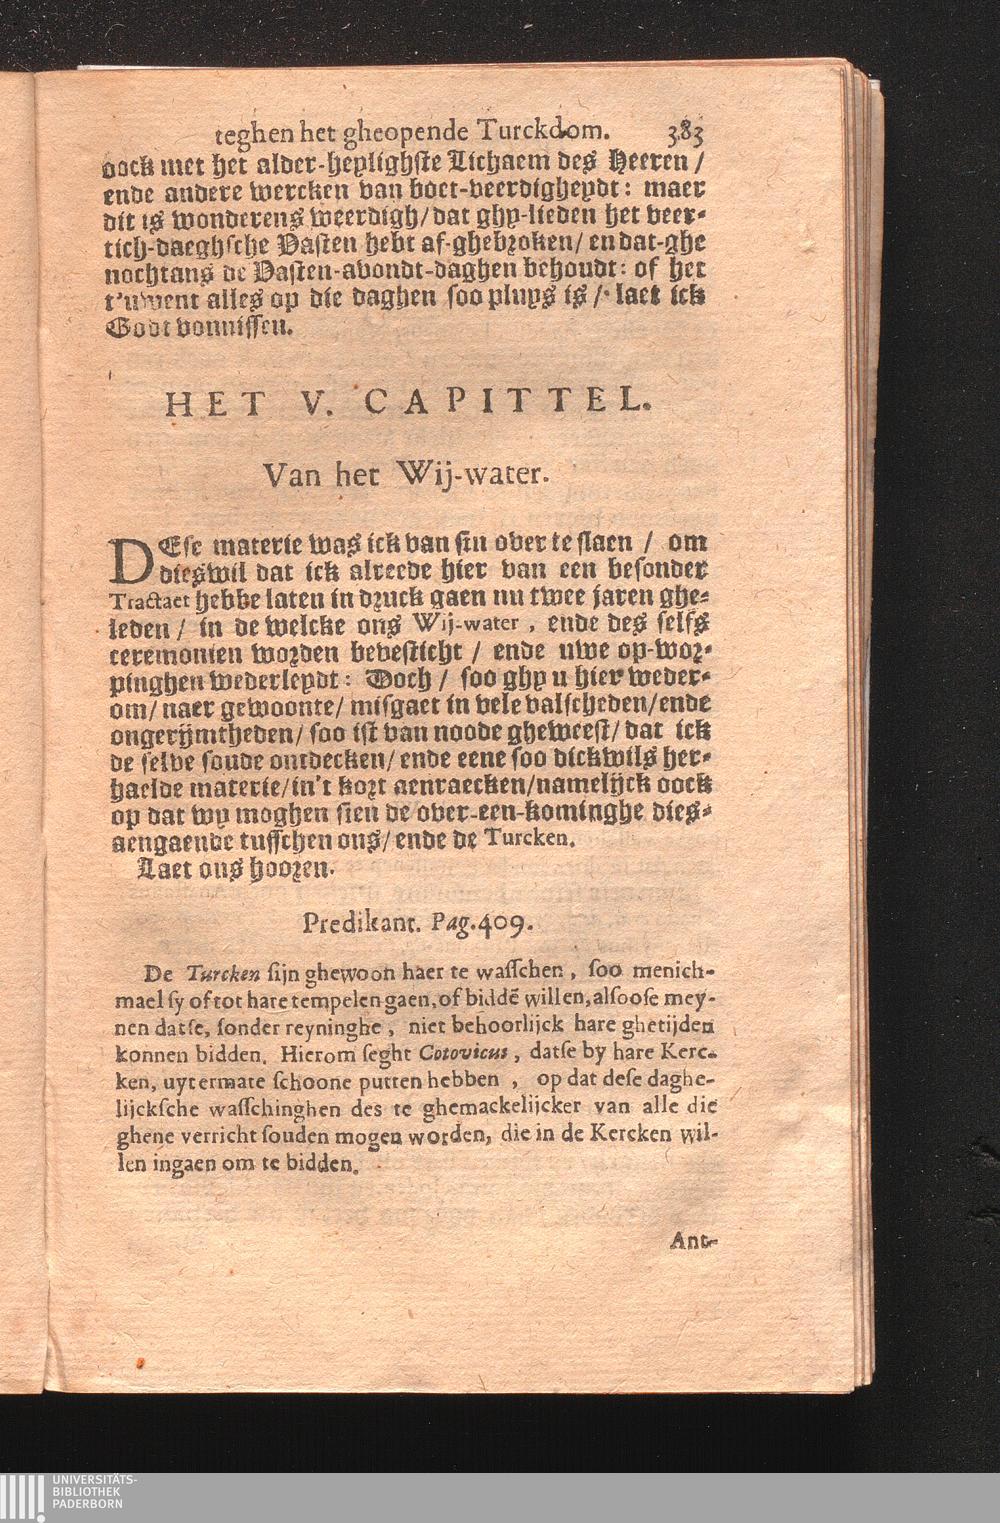 teghen het gheopende Turckdom. 383
oock met het alder-heylighste Lichaem des Heeren /
ende andere wercken van boet-veerdigheydt: maer
dit is wonderens weerdigh/ dat ghy-lieden het veer-
tich-daeghsche Vasten hebt af-ghebroken/ en dat-ghe
nochtans de Vasten-avondt-daghen behoudt: of het
t'uwent alles op die daghen soo pluys is / laet ick
Godt vonnissen.
HET V. CAPITTEL.
Van het Wij-water.
DEse materie was ick van sin over te slaen / om
dieswil dat ick alreede hier van een besonder
Tractaet hebbe laten in druck gaen nu twee jaren ghe-
leden / in de welcke ons Wij-water, ende des selfs
ceremonien worden bevesticht / ende uwe op-wor-
pinghen wederleydt: Doch / soo ghy u hier weder-
om/ naer gewoonte/ misgaet in vele valscheden/ende
ongerijmtheden/ soo ist van noode gheweest/ dat ick
de selve soude ontdecken/ ende eene soo dickwils her-
haelde materie/in't kort aenraecken/namelijck oock
op dat wy moghen sien de over-een-kominghe dies-
aengaende tusschen ons/ ende de Turcken.
Laet ons hooren.
Predikant. Pag.409.
De Turcken sijn ghewoon haer te wasschen, soo menich-
mael sy of tot hare tempelen gaen, of biddē willen, alsoose mey-
nen datse, sonder reyninghe, niet behoorlijck hare ghetijden
konnen bidden. Hierom seght Cotovicus, datse by hare Kerc-
ken, uytermate schoone putten hebben, op dat dese daghe-
lijcksche wasschinghen des te ghemackelijcker van alle die
ghene verricht souden mogen worden, die in de Kercken wil-
len ingaen om te bidden.
Ant-
UNIVERSITÄTS-
BIBLIOTHEK
PADERBORN